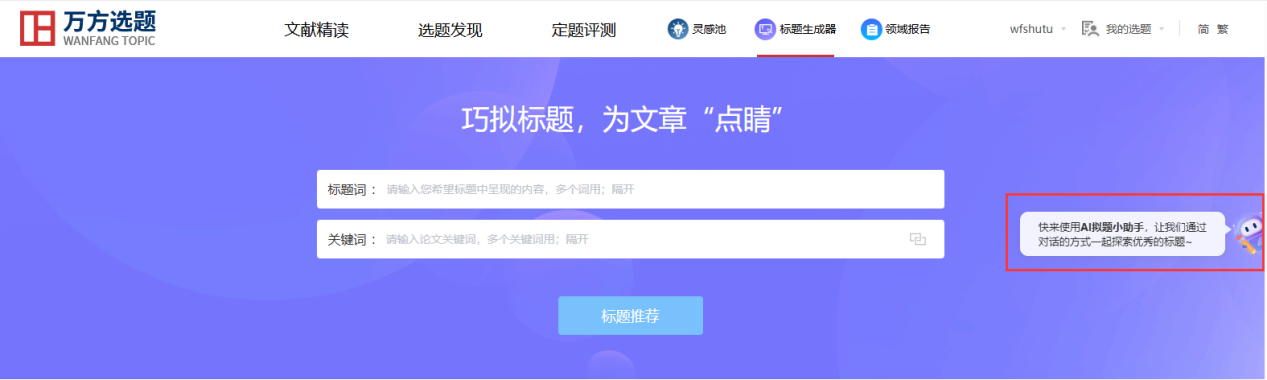 万方选题
WANFANG TOPIC
文献精读 选题发现 定题评测 灵感池 标题生成器 领域报告 wfshutu 我的选题 简 繁
巧拟标题，为文章“点睛”
标题词： 请输入您希望标题中呈现的内容，多个词用；隔开
关键词： 请输入论文关键词，多个关键词用；隔开
快来使用AI拟题小助手，让我们通过
对话的方式一起探索优秀的标题~
标题推荐